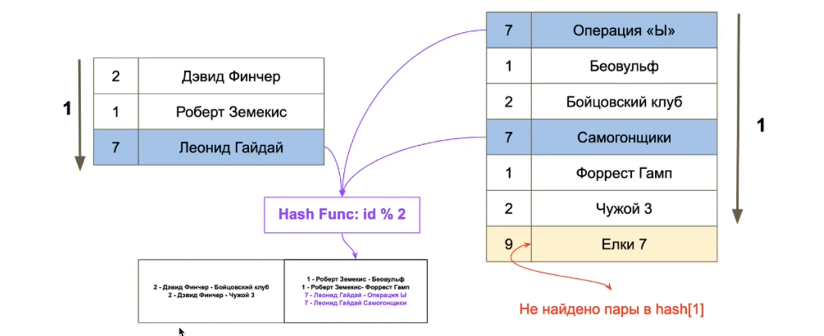 1
2 Дэвид Финчер
1 Роберт Земекис
7 Леонид Гайдай
7 Операция «Ы»
1 Беовульф
2 Бойцовский клуб
7 Самогонщики
1 Форрест Гамп
2 Чужой 3
9 Елки 7
1
Hash Func: id % 2
2 - Дэвид Финчер - Бойцовский клуб
2 - Дэвид Финчер - Чужой 3
1 - Роберт Земекис - Беовульф
1 - Роберт Земекис- Форрест Гамп
7 - Леонид Гайдай - Операция Ы
7 - Леонид Гайдай Самогонщики
Не найдено пары в hash[1]